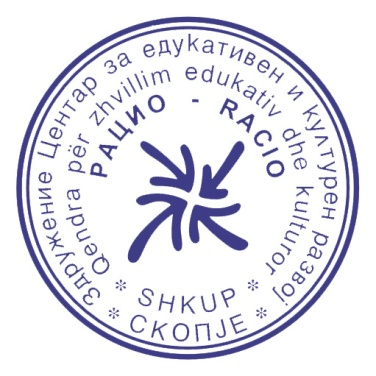 Здружение Центар за едукативен и културен развој
Qendra për zhvillim edukativ dhe kulturor
РАЦИО - RACIO
* SHKUP *
* СКОПЈЕ *